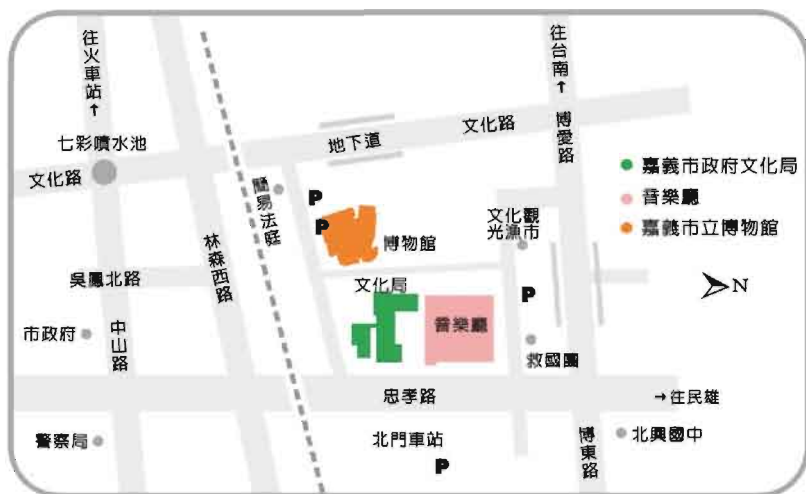 往火車站↑
往台南↑
七彩噴水池
文化路
地下道
文化路
博愛路
簡易法庭
P
P
博物館
文化觀
光漁市
嘉義市政府文化局
音樂廳
嘉義市立博物館
N
林森西路
吳鳳北路
文化局
P
音樂廳
市政府
中山路
救國團
忠孝路
→往民雄
警察局
北門車站
P
博東路
北興國中